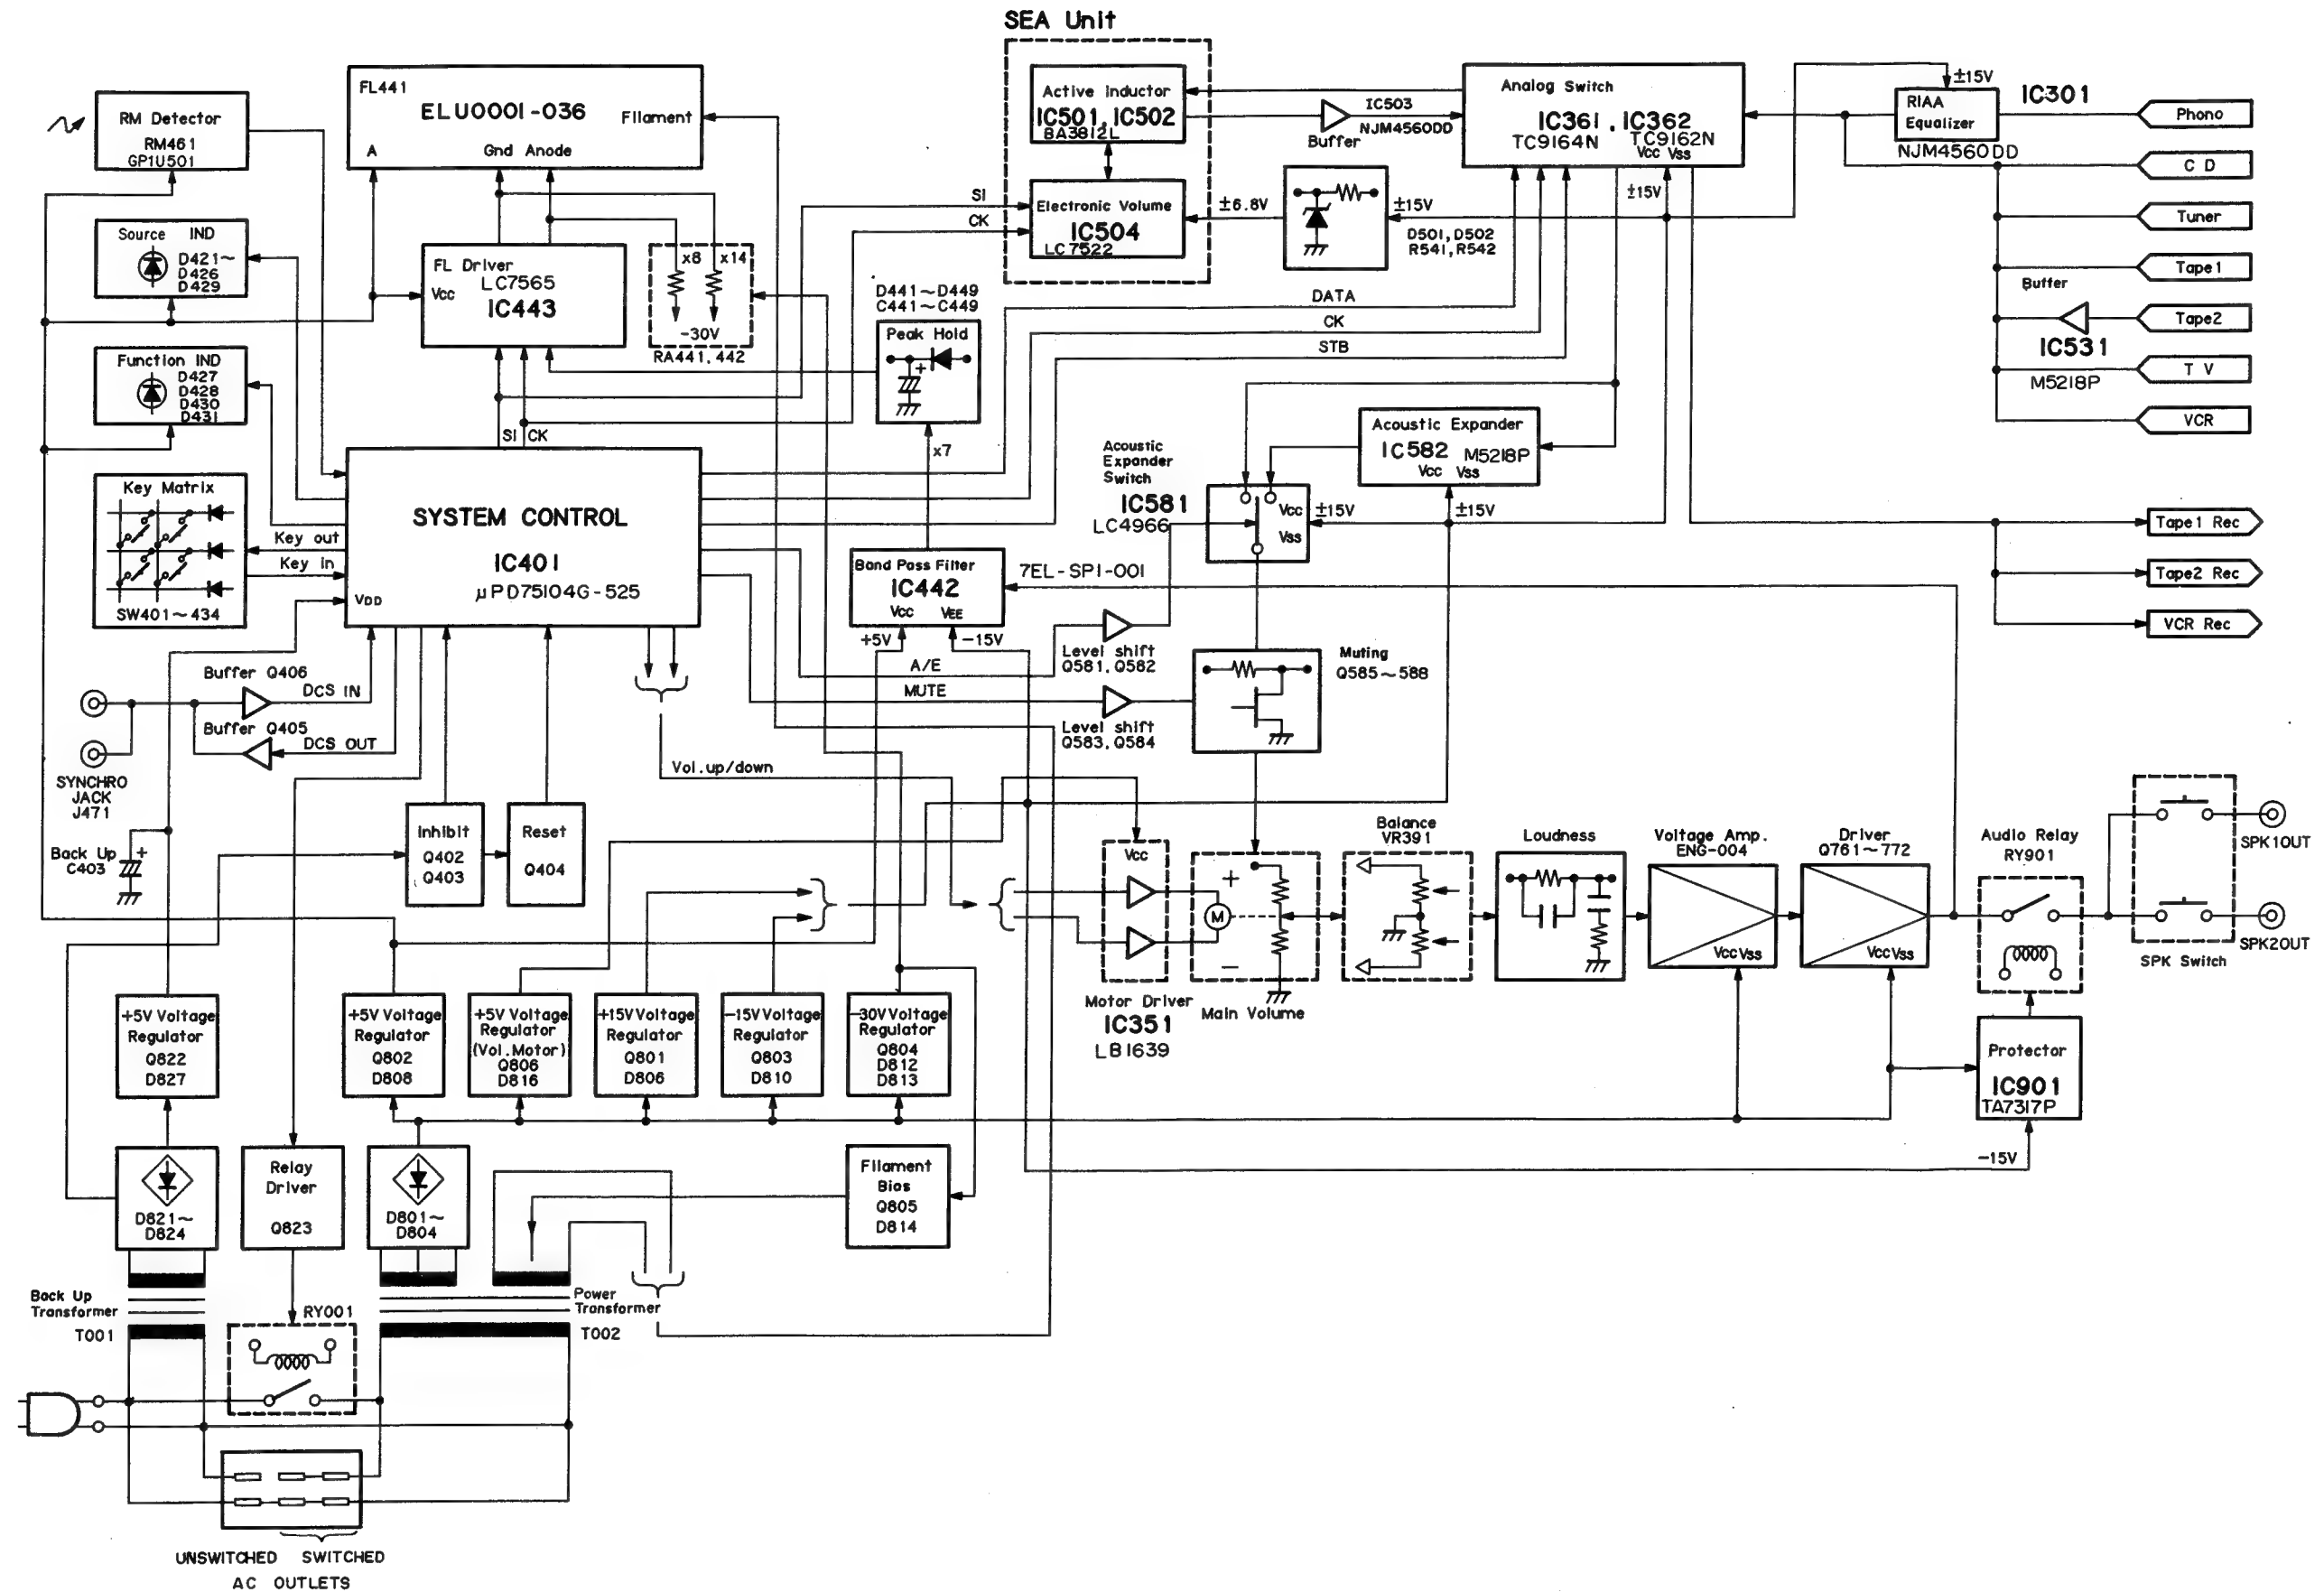 SEA Unit
RM Detector
RM461
GP1U501
FL441
ELU0001-036
Filament
A
Gnd Anode
Active Inductor
IC501, IC502
BA3812L
IC503
NJM4560DD
Buffer
Analog Switch
IC361, IC362
TC9164N
TC9162N
Vcc Vss
±15V
±15V
IC301
RIAA
Equalizer
NJM4560DD
Phono
CD
Tuner
Tape1
Buffer
Tape2
IC531
M5218P
TV
VCR
Source IND
D421~
D426
D429
FL Driver
LC7565
Vcc
IC443
x8
x14
-30V
RA441, 442
SI
CK
Electronic Volume
IC504
LC7522
±6.8V
±15V
D501, D502
R541, R542
D441~D449
C441~C449
Peak Hold
+
x7
DATA
CK
STB
Function IND
D427
D428
D430
D431
SI CK
Acoustic Expander
IC582 M5218P
Vcc Vss
Acoustic
Expander
Switch
IC581
LC4966
Vcc
Vss
±15V
±15V
Key Matrix
SW401~434
Key out
Key in
SYSTEM CONTROL
IC401
μPD75104G-525
VDD
Band Pass Filter
IC442
Vcc VEE
7EL-SP1-001
+5V
-15V
Tape1 Rec
Tape2 Rec
VCR Rec
A/E
Level shift
Q581, Q582
MUTE
Level shift
Q583, Q584
Muting
Q585~588
Buffer Q406
DCS IN
Buffer Q405
DCS OUT
SYNCHRO
JACK
J471
Vol.up/down
Back Up
C403
+
Inhibit
Q402
Q403
Reset
Q404
Vcc
Motor Driver
IC351
LB1639
+
M
-
Main Volume
Balance
VR391
Loudness
Voltage Amp.
ENG-004
Vcc Vss
Driver
Q761~772
Vcc Vss
Audio Relay
RY901
SPK1OUT
SPK2OUT
SPK Switch
Protector
IC901
TA7317P
-15V
+5V Voltage
Regulator
Q822
D827
+5V Voltage
Regulator
Q802
D808
+5V Voltage
Regulator
(Vol.Motor)
Q806
D816
+15V Voltage
Regulator
Q801
D806
-15V Voltage
Regulator
Q803
D810
-30V Voltage
Regulator
Q804
D812
D813
D821~
D824
Relay
Driver
Q823
D801~
D804
Filament
Bias
Q805
D814
Back Up
Transformer
T001
RY001
Power
Transformer
T002
UNSWITCHED SWITCHED
AC OUTLETS